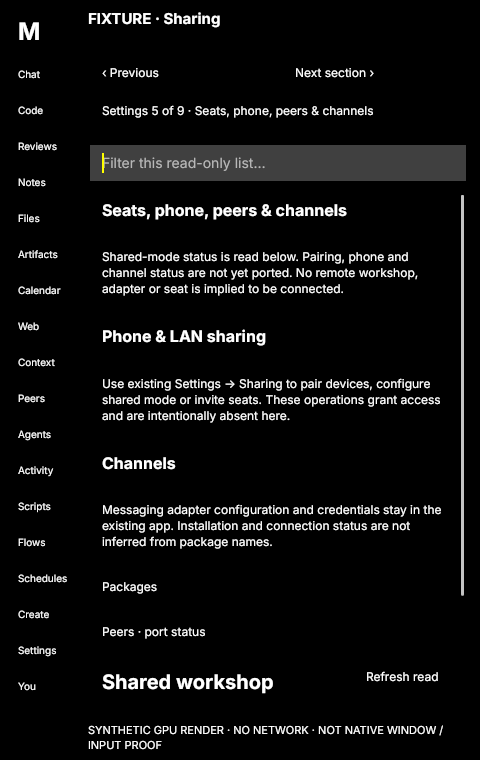 M
FIXTURE · Sharing
Chat
Code
Reviews
Notes
Files
Artifacts
Calendar
Web
Context
Peers
Agents
Activity
Scripts
Flows
Schedules
Create
Settings
You
‹ Previous
Next section ›
Settings 5 of 9 · Seats, phone, peers & channels
Filter this read-only list...
Seats, phone, peers & channels
Shared-mode status is read below. Pairing, phone and
channel status are not yet ported. No remote workshop,
adapter or seat is implied to be connected.
Phone & LAN sharing
Use existing Settings → Sharing to pair devices, configure
shared mode or invite seats. These operations grant access
and are intentionally absent here.
Channels
Messaging adapter configuration and credentials stay in the
existing app. Installation and connection status are not
inferred from package names.
Packages
Peers · port status
Shared workshop
Refresh read
SYNTHETIC GPU RENDER · NO NETWORK · NOT NATIVE WINDOW /
INPUT PROOF